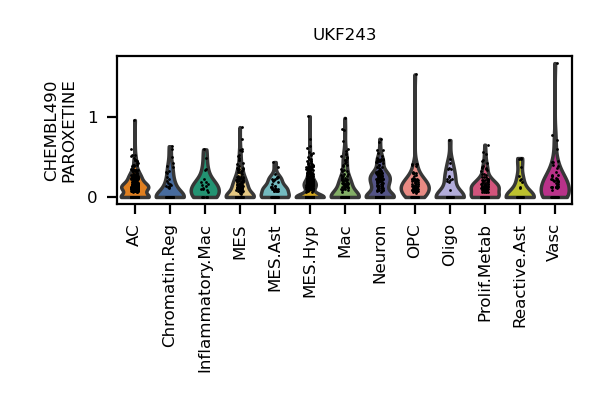 UKF243
CHEMBL490
PAROXETINE
1
0
AC
Chromatin.Reg
Inflammatory.Mac
MES
MES.Ast
MES.Hyp
Mac
Neuron
OPC
Oligo
Prolif.Metab
Reactive.Ast
Vasc